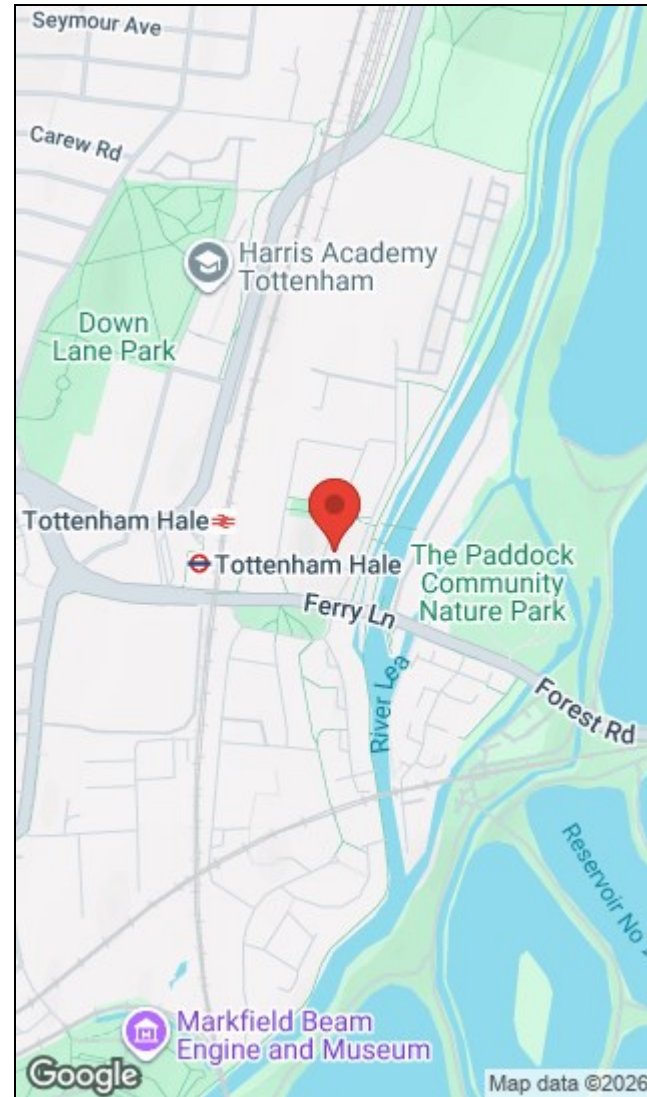 Seymour Ave
Carew Rd
Harris Academy
Tottenham
Down
Lane Park
Tottenham Hale
Tottenham Hale
The Paddock
Community
Nature Park
Ferry Ln
River Lea
Forest Rd
Reservoir No
Markfield Beam
Engine and Museum
Google
Map data ©2026